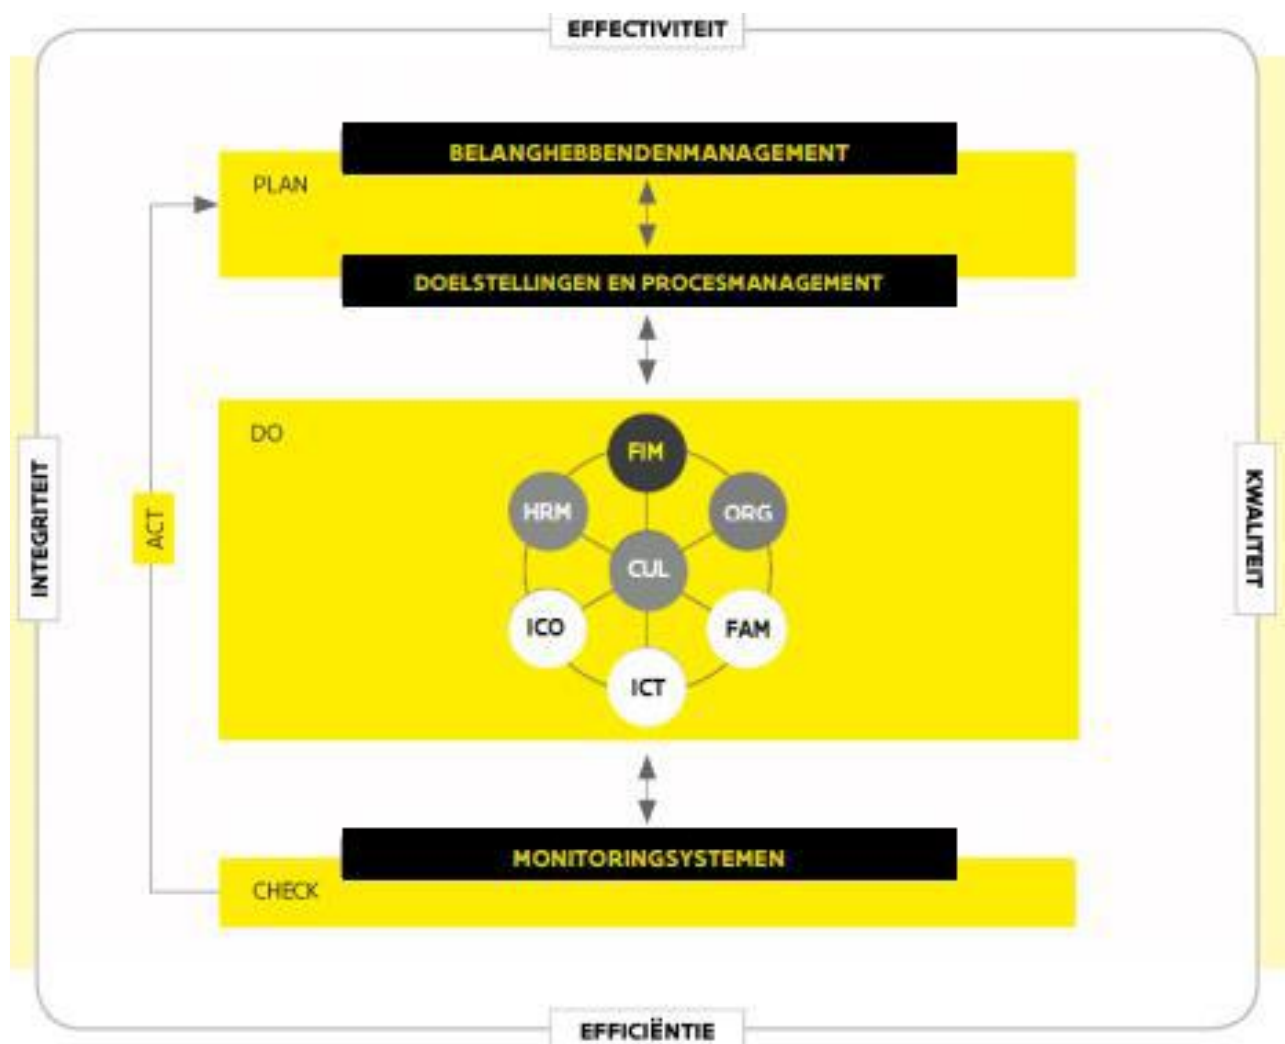 EFFECTIVITEIT
BELANGHEBBENDENMANAGEMENT
PLAN
DOELSTELLINGEN EN PROCESMANAGEMENT
DO
FIM
HRM
ORG
CUL
ICO
FAM
ICT
INTEGRITEIT
ACT
KWALITEIT
MONITORINGSYSTEMEN
CHECK
EFFICIËNTIE